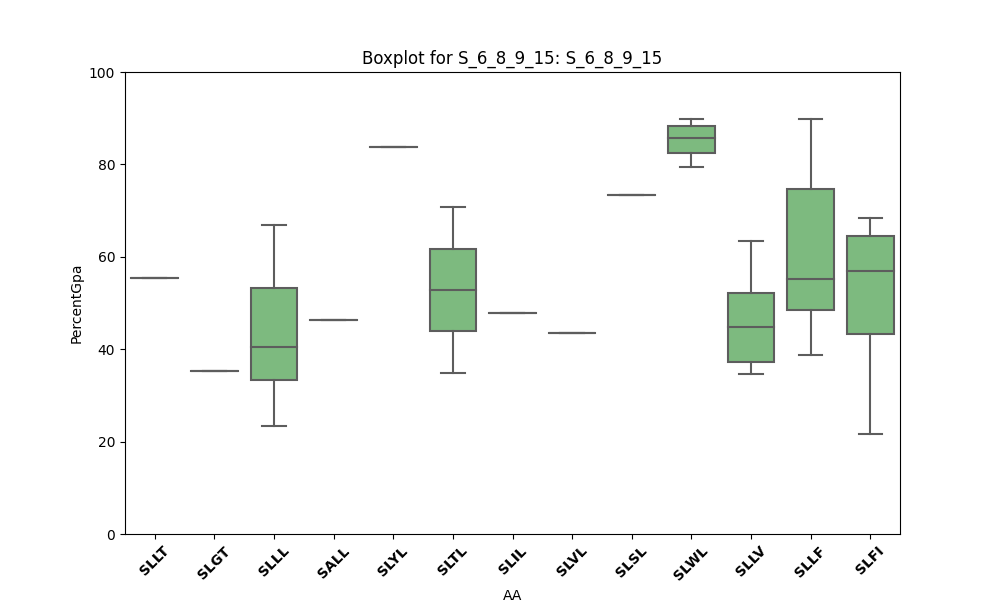 Boxplot for S_6_8_9_15: S_6_8_9_15
100
80
60
40
20
0
PercentGpa
SLLT SLGT SLLL SALL SLYL SLTL SLIL SLVL SLSL SLWL SLLV SLLF SLFI
AA